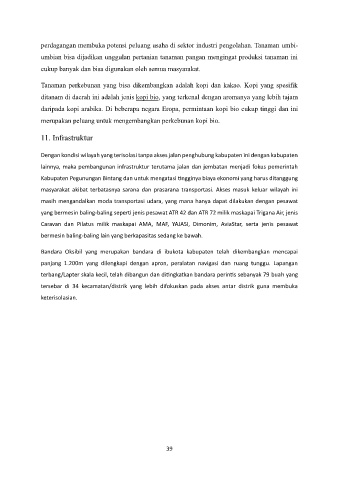 perdagangan membuka potensi peluang usaha di sektor industri pengolahan. Tanaman umbi-
umbian bisa dijadikan unggulan pertanian tanaman pangan mengingat produksi tanaman ini
cukup banyak dan bisa digunakan oleh semua masyarakat.
Tanaman perkebunan yang bisa dikembangkan adalah kopi dan kakao. Kopi yang spesifik
ditanam di daerah ini adalah jenis kopi bio, yang terkenal dengan aromanya yang lebih tajam
daripada kopi arabika. Di beberapa negara Eropa, permintaan kopi bio cukup tinggi dan ini
merupakan peluang untuk mengembangkan perkebunan kopi bio.
11. Infrastruktur
Dengan kondisi wilayah yang terisolasi tanpa akses jalan penghubung kabupaten ini dengan kabupaten
lainnya, maka pembangunan infrastruktur terutama jalan dan jembatan menjadi fokus pemerintah
Kabupaten Pegunungan Bintang dan untuk mengatasi tingginya biaya ekonomi yang harus ditanggung
masyarakat akibat terbatasnya sarana dan prasarana transportasi. Akses masuk keluar wilayah ini
masih mengandalkan moda transportasi udara, yang mana hanya dapat dilakukan dengan pesawat
yang bermesin baling-baling seperti jenis pesawat ATR 42 dan ATR 72 milik maskapai Trigana Air, jenis
Caravan dan Pilatus milik maskapai AMA, MAF, YAJASI, Dimonim, AviaStar, serta jenis pesawat
bermesin baling-baling lain yang berkapasitas sedang ke bawah.
Bandara Oksibil yang merupakan bandara di ibukota kabupaten telah dikembangkan mencapai
panjang 1.200m yang dilengkapi dengan apron, peralatan navigasi dan ruang tunggu. Lapangan
terbang/Lapter skala kecil, telah dibangun dan ditingkatkan bandara perintis sebanyak 79 buah yang
tersebar di 34 kecamatan/distrik yang lebih difokuskan pada akses antar distrik guna membuka
keterisolasian.
39